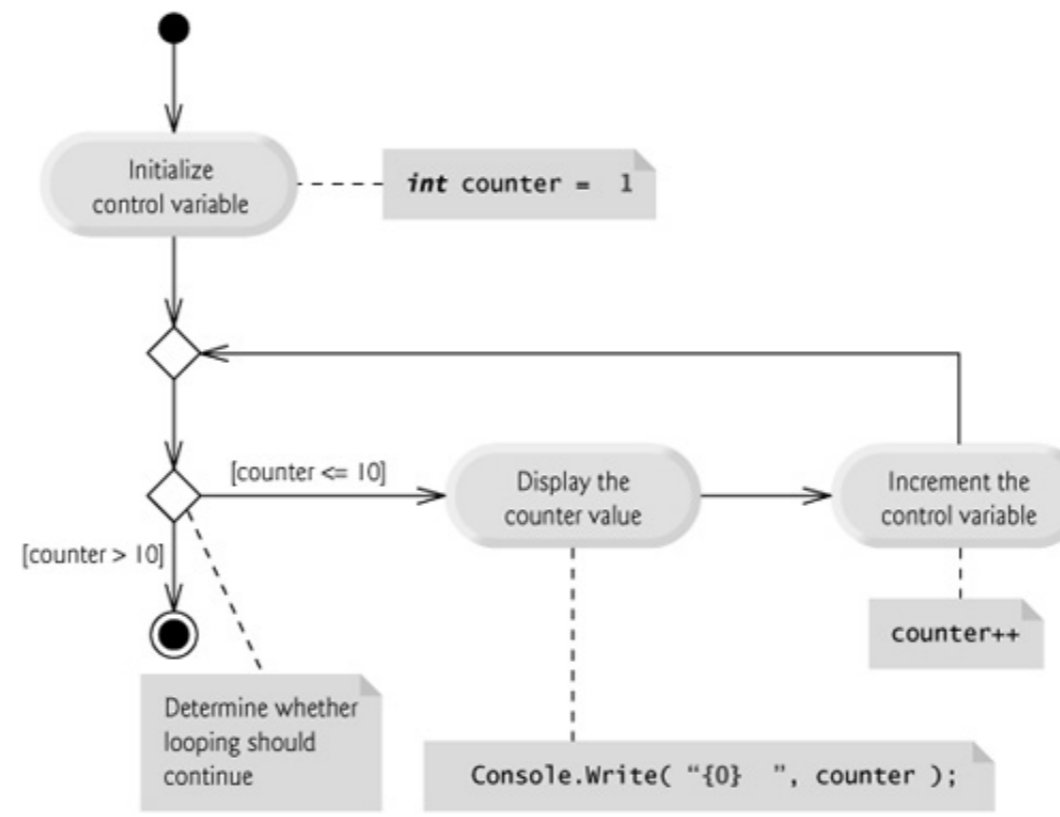 Initialize
control variable
int counter =  1
[counter <= 10]
Display the
counter value
Increment the
control variable
[counter > 10]
counter++
Determine whether
looping should
continue
Console.Write( “{0}  ”, counter );